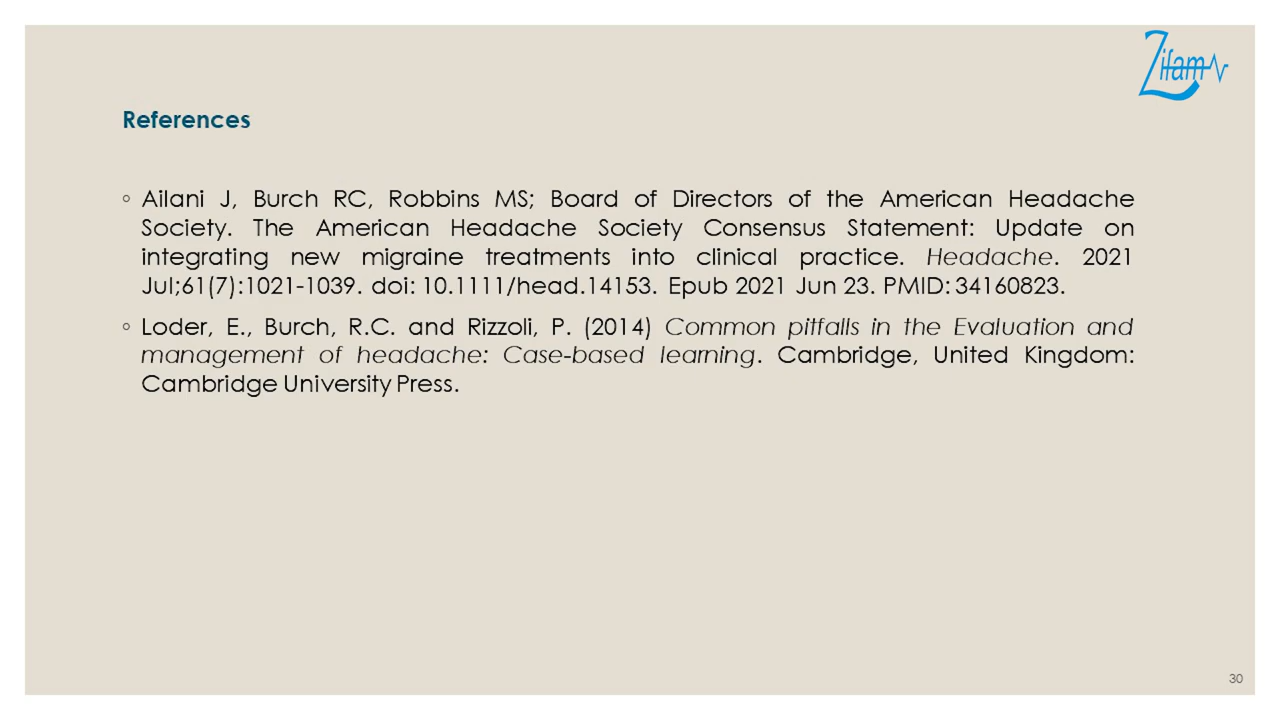 Zifam
References
◦ Ailani J, Burch RC, Robbins MS; Board of Directors of the American Headache
Society. The American Headache Society Consensus Statement: Update on
integrating new migraine treatments into clinical practice. Headache. 2021
Jul;61(7):1021-1039. doi: 10.1111/head.14153. Epub 2021 Jun 23. PMID: 34160823.
◦ Loder, E., Burch, R.C. and Rizzoli, P. (2014) Common pitfalls in the Evaluation and
management of headache: Case-based learning. Cambridge, United Kingdom:
Cambridge University Press.
30